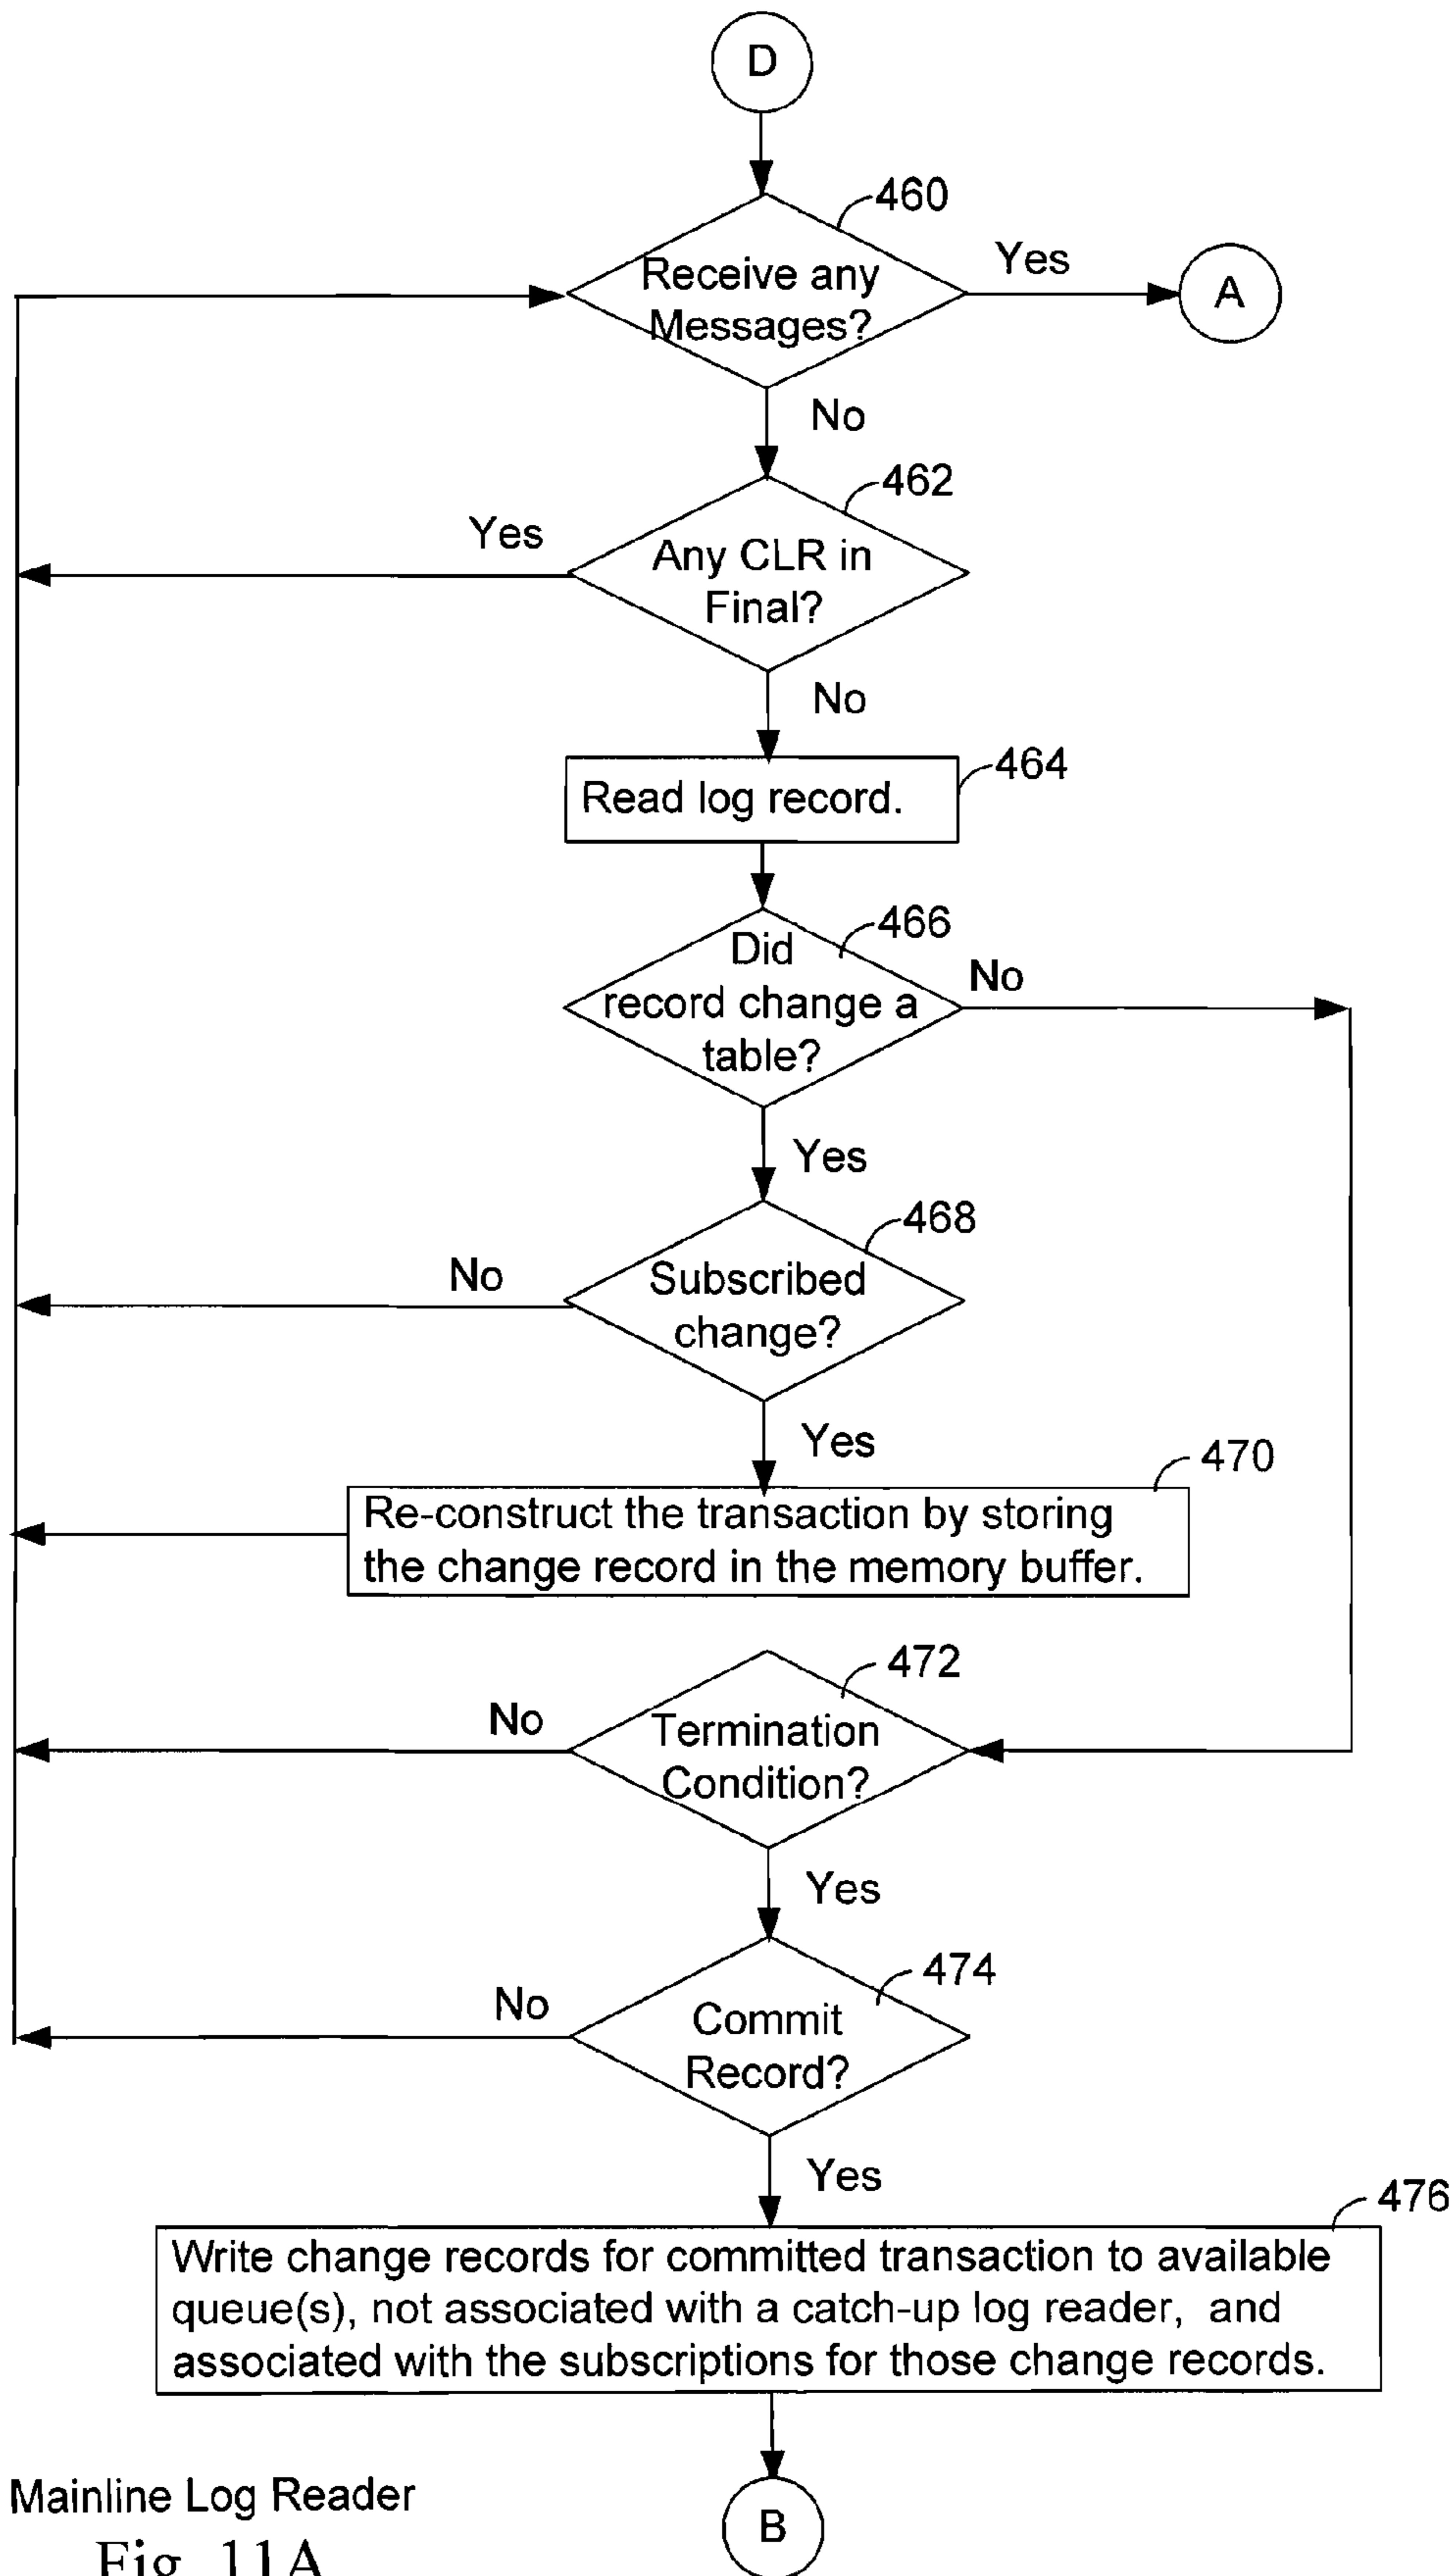 D
460
Receive any
Messages?
Yes
A
No
462
Yes
Any CLR in
Final?
No
464
Read log record.
466
Did
record change a
table?
No
Yes
468
No
Subscribed
change?
Yes
470
Re-construct the transaction by storing
the change record in the memory buffer.
472
No
Termination
Condition?
Yes
474
No
Commit
Record?
Yes
476
Write change records for committed transaction to available
queue(s), not associated with a catch-up log reader, and
associated with the subscriptions for those change records.
B
Mainline Log Reader
Fig. 11A